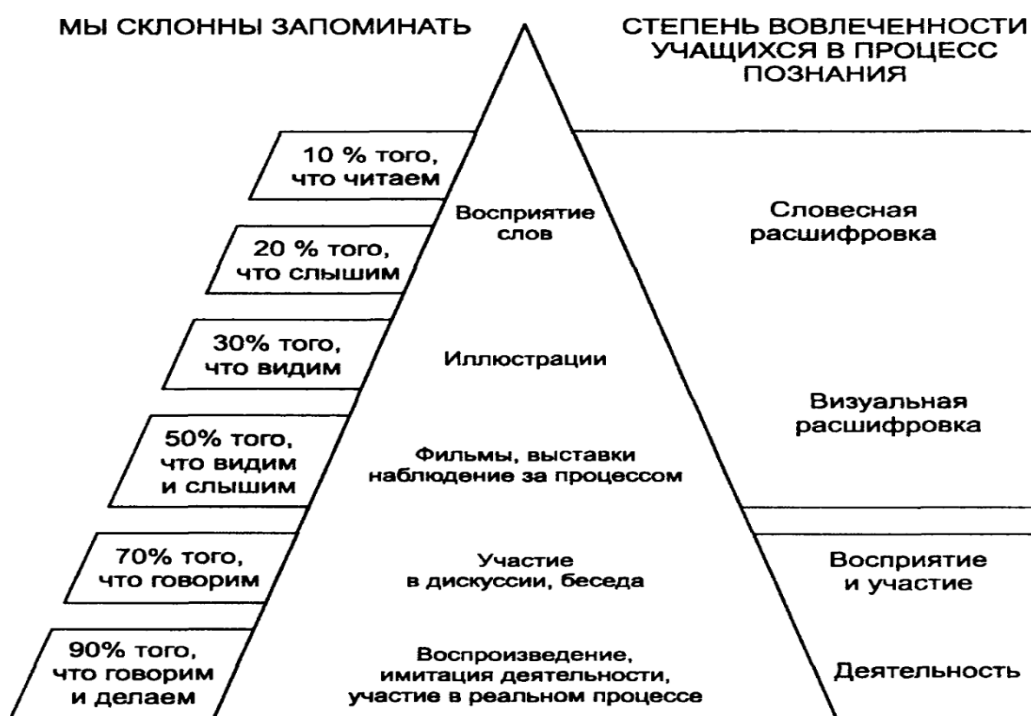 МЫ СКЛОННЫ ЗАПОМИНАТЬ
СТЕПЕНЬ ВОВЛЕЧЕННОСТИ
УЧАЩИХСЯ В ПРОЦЕСС
ПОЗНАНИЯ
10 % того,
что читаем
Восприятие
слов
Словесная
расшифровка
20 % того,
что слышим
30% того,
что видим
Иллюстрации
Визуальная
расшифровка
50% того,
что видим
и слышим
Фильмы, выставки
наблюдение за процессом
70% того,
что говорим
Участие
в дискуссии, беседа
Восприятие
и участие
90% того,
что говорим
и делаем
Воспроизведение,
имитация деятельности,
участие в реальном процессе
Деятельность